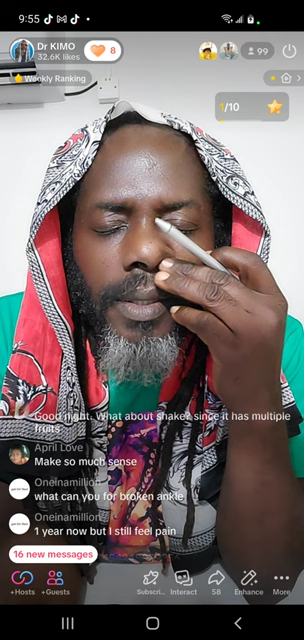 9:55
Dr KIMO
32.6K likes
8
99
Weekly Ranking
1/10
Good night. What about shake? since it has multiple
fruits
April Love
Make so much sense
Oneinamillion
what can you for broken ankle
Oneinamillion
1 year now but I still feel pain
16 new messages
+Hosts
+Guests
Subscri...
Interact
58
Enhance
More